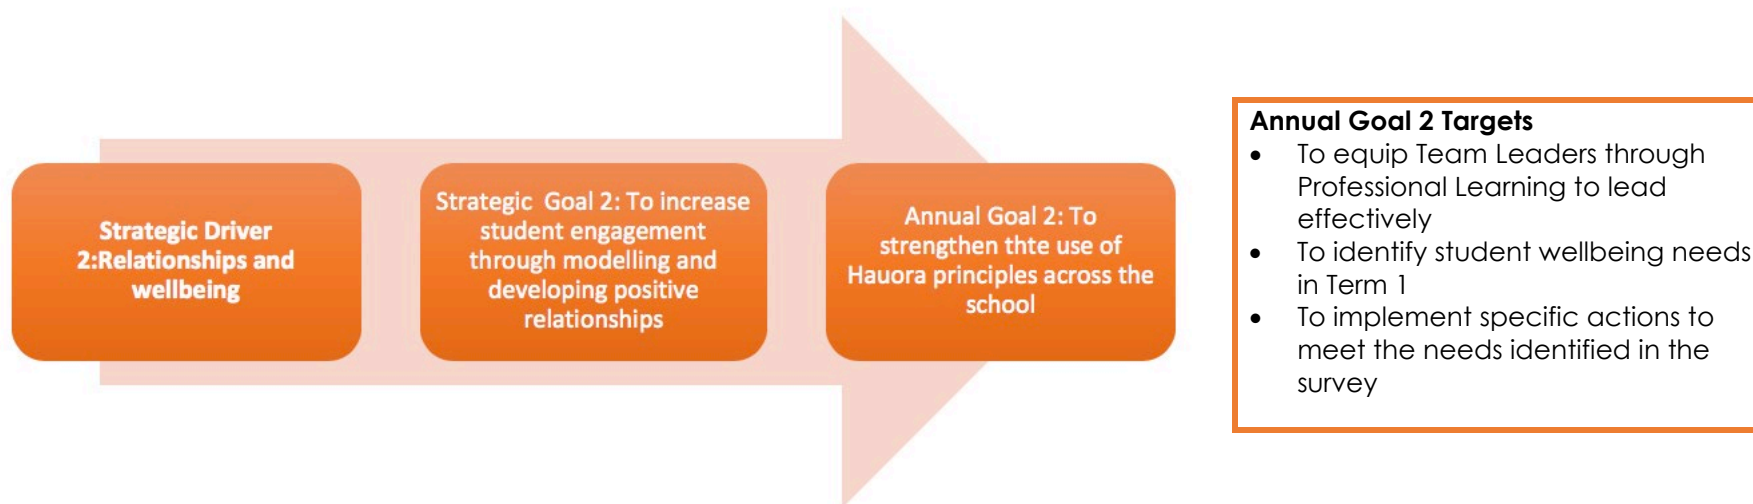 Strategic Driver
2:Relationships and
wellbeing
Strategic Goal 2: To increase
student engagement
through modelling and
developing positive
relationships
Annual Goal 2: To
strengthen thte use of
Hauora principles across the
school
Annual Goal 2 Targets
• To equip Team Leaders through
Professional Learning to lead
effectively
• To identify student wellbeing needs
in Term 1
• To implement specific actions to
meet the needs identified in the
survey